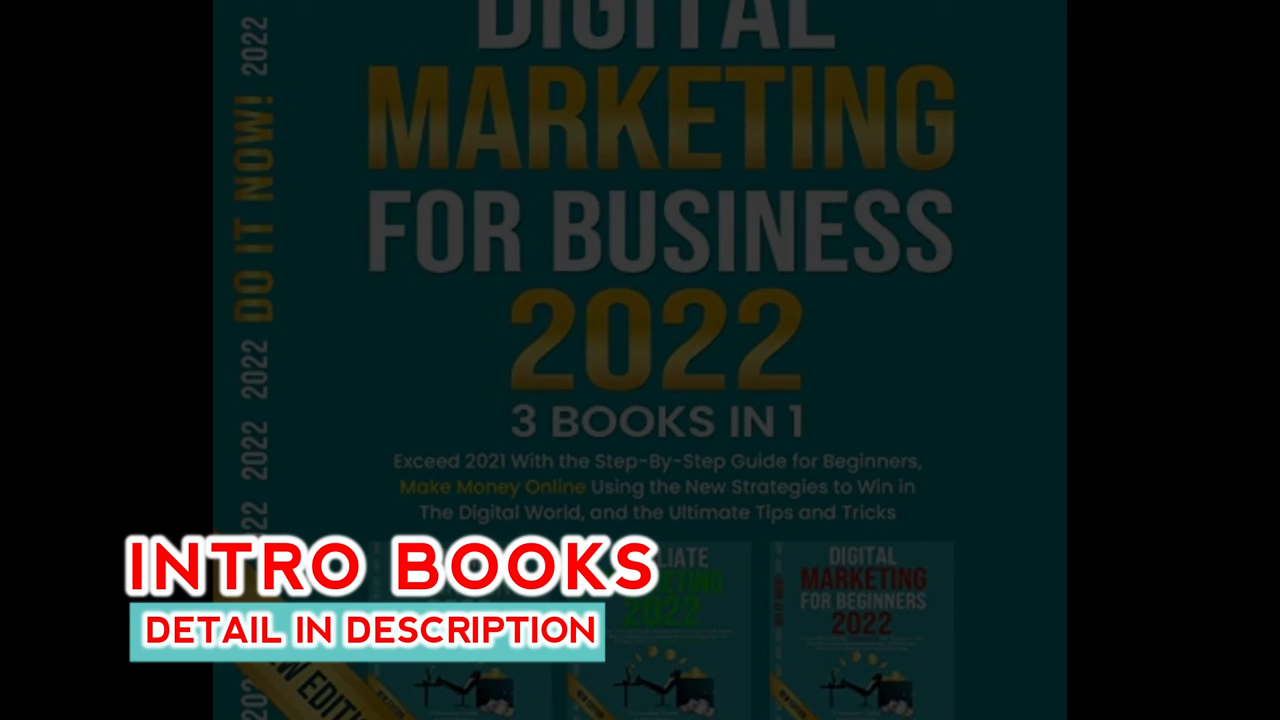 DIGITAL
MARKETING
FOR BUSINESS
2022
3 BOOKS IN 1
Exceed 2021 With the Step-By-Step Guide for Beginners,
Make Money Online Using the New Strategies to Win in
The Digital World, and the Ultimate Tips and Tricks
2022 DO IT NOW! 2022 2022
INTRO BOOKS
DETAIL IN DESCRIPTION
2022
DIGITAL
MARKETING
FOR BEGINNERS
2022